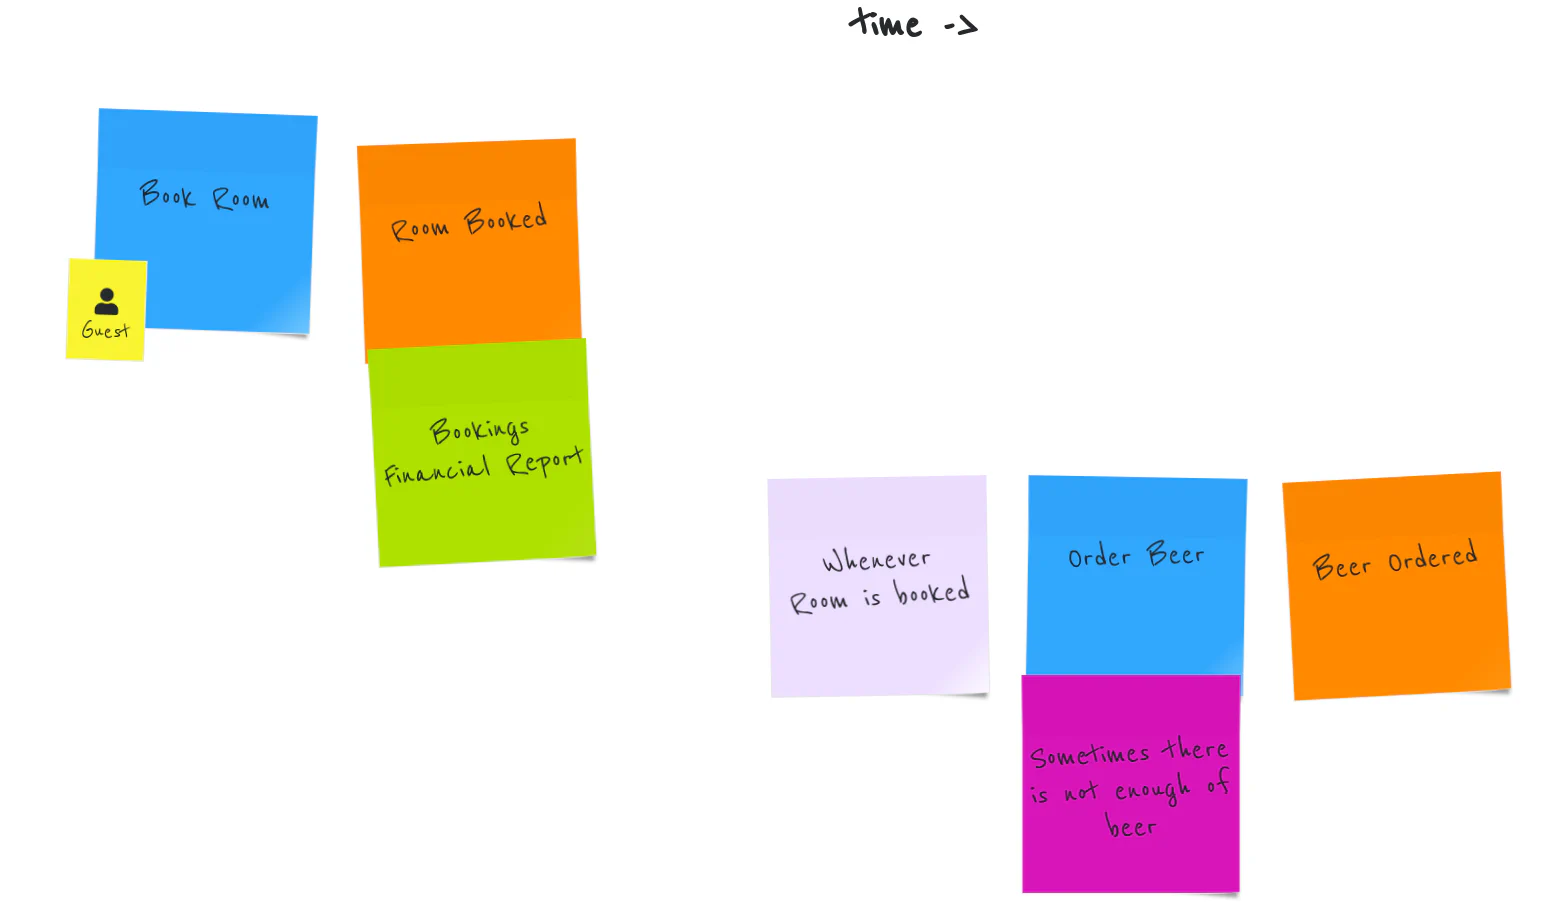 time ->
Book Room
Guest
Room Booked
Bookings
Financial Report
Whenever
Room is booked
Order Beer
Sometimes there
is not enough of
beer
Beer Ordered